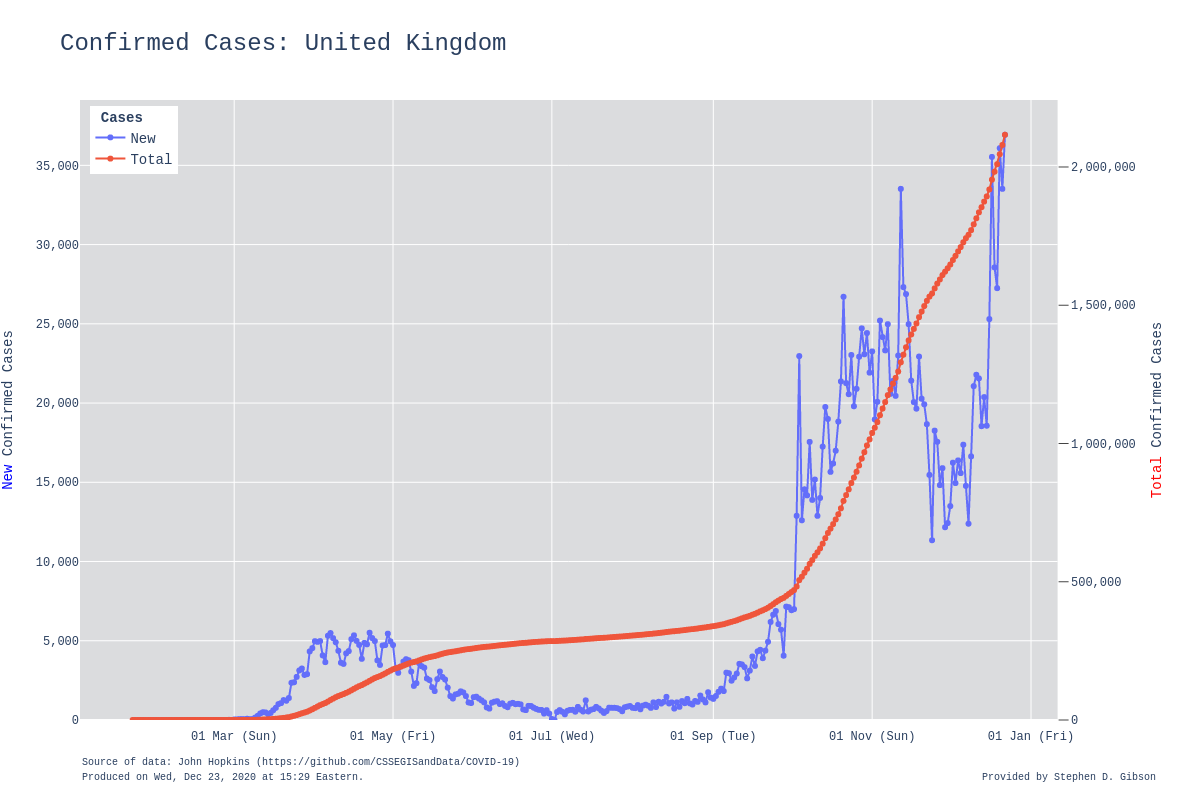 Confirmed Cases: United Kingdom
Cases
New
Total
35,000
30,000
25,000
20,000
15,000
10,000
5,000
0
New Confirmed Cases
2,000,000
1,500,000
1,000,000
500,000
0
Total Confirmed Cases
01 Mar (Sun)
01 May (Fri)
01 Jul (Wed)
01 Sep (Tue)
01 Nov (Sun)
01 Jan (Fri)
Source of data: John Hopkins (https://github.com/CSSEGISandData/COVID-19)
Produced on Wed, Dec 23, 2020 at 15:29 Eastern.
Provided by Stephen D. Gibson